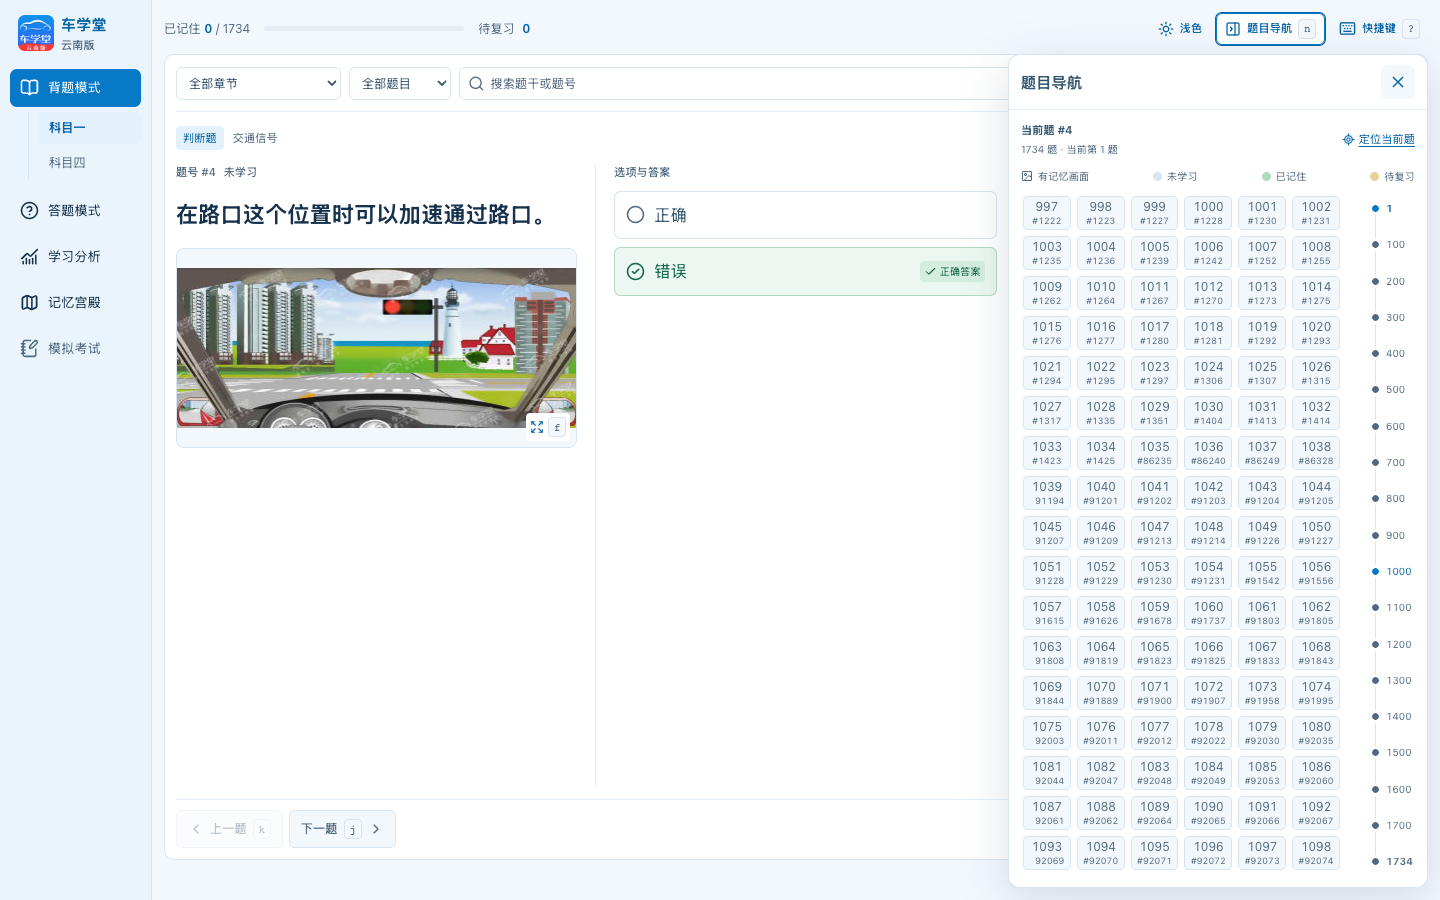 车学堂
云南版
背题模式
科目一
科目四
答题模式
学习分析
记忆宫殿
模拟考试
已记住 0 / 1734
待复习 0
浅色
题目导航 n
快捷键 ?
全部章节
全部题目
搜索题干或题号
判断题 交通信号
题号 #4 未学习
在路口这个位置时可以加速通过路口。
f
选项与答案
正确
错误
正确答案
上一题 k
下一题 j
题目导航
当前题 #4
1734 题 · 当前第 1 题
定位当前题
有记忆画面 未学习 已记住 待复习
997 998 999 1000 1001 1002
#1222 #1223 #1227 #1228 #1230 #1231
1003 1004 1005 1006 1007 1008
#1235 #1236 #1239 #1242 #1252 #1255
1009 1010 1011 1012 1013 1014
#1262 #1264 #1267 #1270 #1273 #1275
1015 1016 1017 1018 1019 1020
#1276 #1277 #1280 #1281 #1292 #1293
1021 1022 1023 1024 1025 1026
#1294 #1295 #1297 #1306 #1307 #1315
1027 1028 1029 1030 1031 1032
#1317 #1335 #1351 #1404 #1413 #1414
1033 1034 1035 1036 1037 1038
#1423 #1425 #86235 #86240 #86249 #86328
1039 1040 1041 1042 1043 1044
91194 #91201 #91202 #91203 #91204 #91205
1045 1046 1047 1048 1049 1050
91207 #91209 #91213 #91214 #91226 #91227
1051 1052 1053 1054 1055 1056
91228 #91229 #91230 #91231 #91542 #91556
1057 1058 1059 1060 1061 1062
91615 #91626 #91678 #91737 #91803 #91805
1063 1064 1065 1066 1067 1068
91808 #91819 #91823 #91825 #91833 #91843
1069 1070 1071 1072 1073 1074
91844 #91889 #91900 #91907 #91958 #91995
1075 1076 1077 1078 1079 1080
92003 #92011 #92012 #92022 #92030 #92035
1081 1082 1083 1084 1085 1086
92044 #92047 #92048 #92049 #92053 #92060
1087 1088 1089 1090 1091 1092
92061 #92062 #92064 #92065 #92066 #92067
1093 1094 1095 1096 1097 1098
92069 #92070 #92071 #92072 #92073 #92074
1
100
200
300
400
500
600
700
800
900
1000
1100
1200
1300
1400
1500
1600
1700
1734